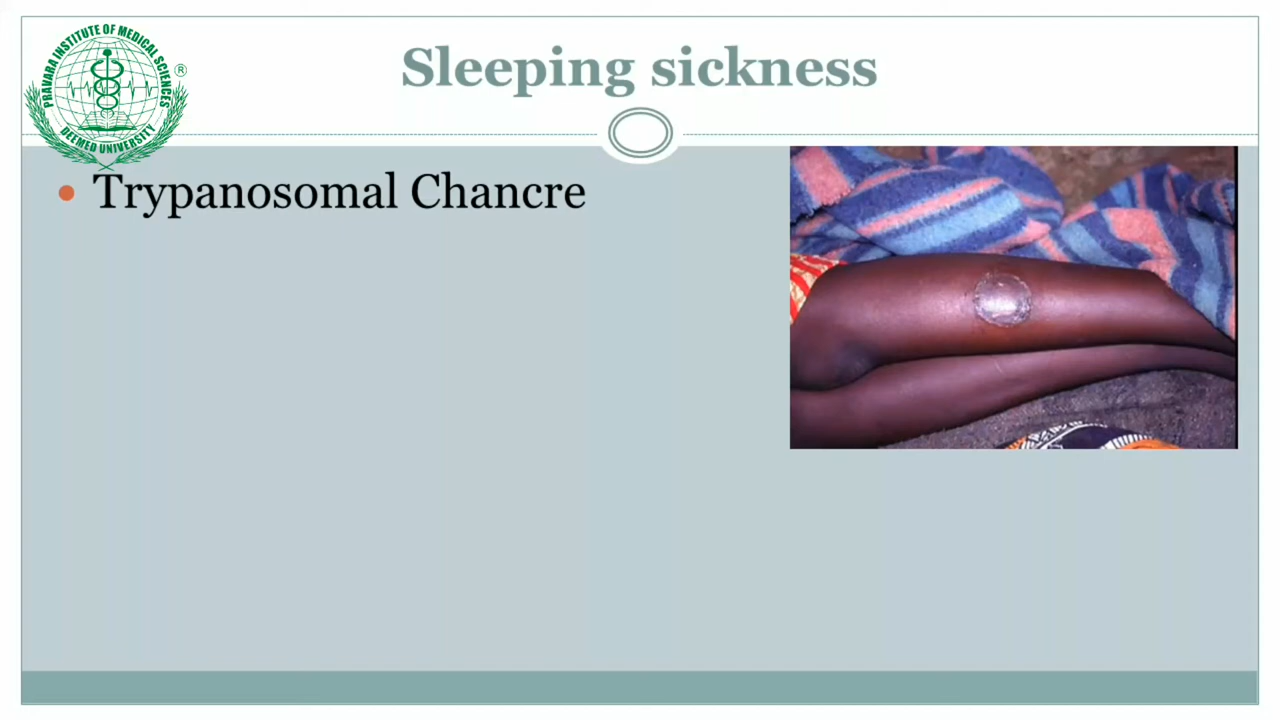 PRAVARA INSTITUTE OF MEDICAL SCIENCES
DEEMED UNIVERSITY
®
Sleeping sickness
• Trypanosomal Chancre